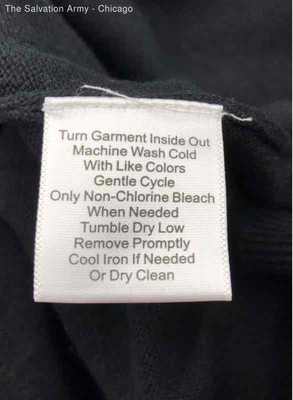 The Salvation Army - Chicago
Turn Garment Inside Out
Machine Wash Cold
With Like Colors
Gentle Cycle
Only Non-Chlorine Bleach
When Needed
Tumble Dry Low
Remove Promptly
Cool Iron If Needed
Or Dry Clean